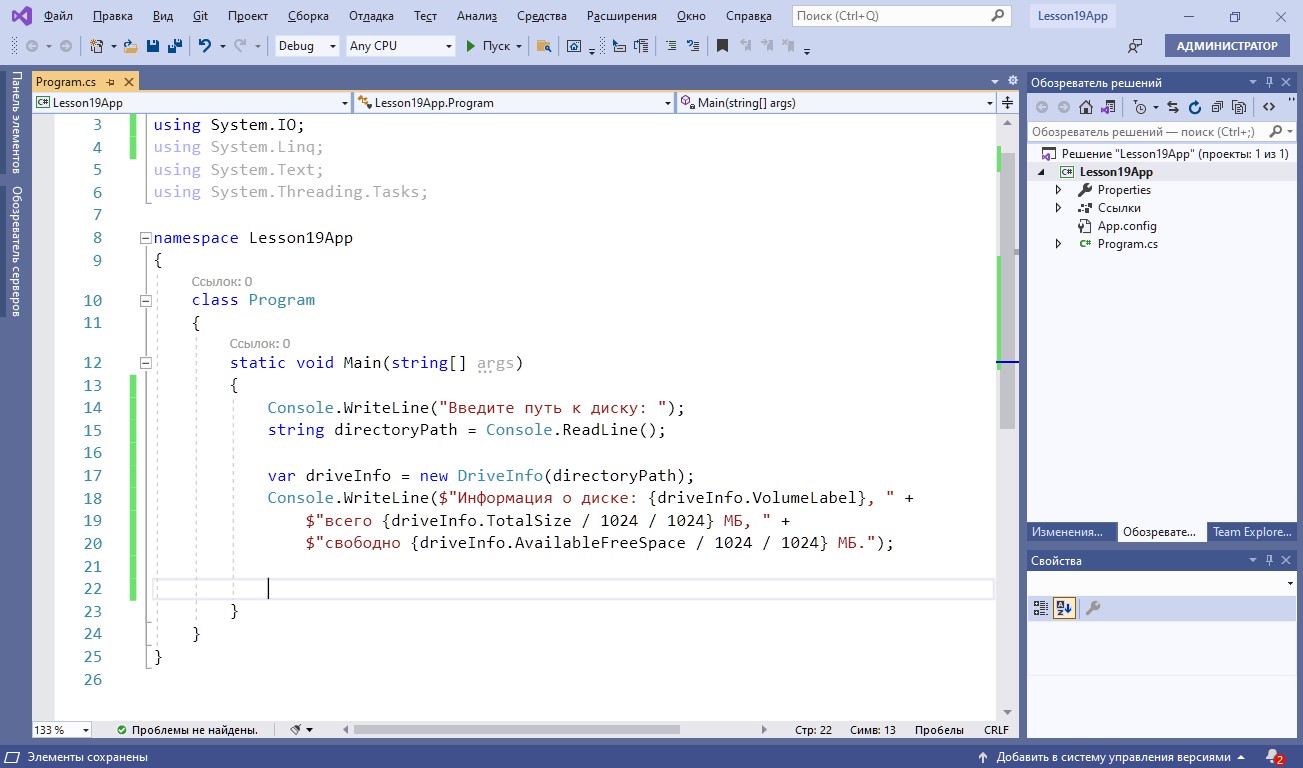 Файл Правка Вид Git Проект Сборка Отладка Тест Анализ Средства Расширения Окно Справка Поиск (Ctrl+Q) Lesson19App
Debug Any CPU Пуск АДМИНИСТРАТОР
Панель элементов
Обозреватель серверов
Program.cs
Lesson19App Lesson19App.Program Main(string[] args)
3 using System.IO;
4 using System.Linq;
5 using System.Text;
6 using System.Threading.Tasks;
7
8 namespace Lesson19App
9 {
Ссылок: 0
10 class Program
11 {
Ссылок: 0
12 static void Main(string[] args)
13 {
14 Console.WriteLine("Введите путь к диску: ");
15 string directoryPath = Console.ReadLine();
16
17 var driveInfo = new DriveInfo(directoryPath);
18 Console.WriteLine($"Информация о диске: {driveInfo.VolumeLabel}, " +
19 $"всего {driveInfo.TotalSize / 1024 / 1024} МБ, " +
20 $"свободно {driveInfo.AvailableFreeSpace / 1024 / 1024} МБ.");
21
22
23 }
24 }
25 }
26
133 % Проблемы не найдены. Стр: 22 Симв: 13 Пробелы CRLF
Обозреватель решений
Обозреватель решений — поиск (Ctrl+;)
Решение "Lesson19App" (проекты: 1 из 1)
Lesson19App
Properties
Ссылки
App.config
Program.cs
Изменения... Обозревате... Team Explore...
Свойства
Элементы сохранены Добавить в систему управления версиями 2